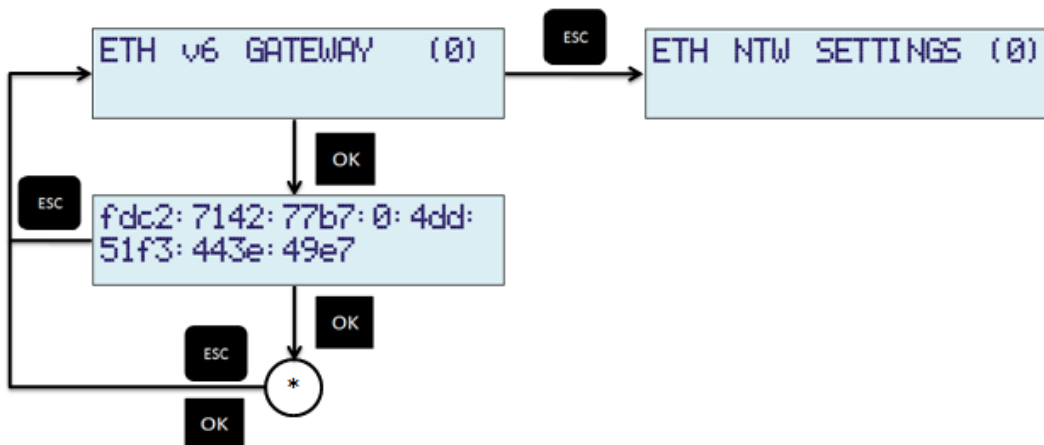 ETH v6 GATEWAY (0)
ESC
ETH NTW SETTINGS (0)
OK
ESC
fdc2:7142:77b7:0:4dd:
51f3:443e:49e7
OK
ESC
*
OK